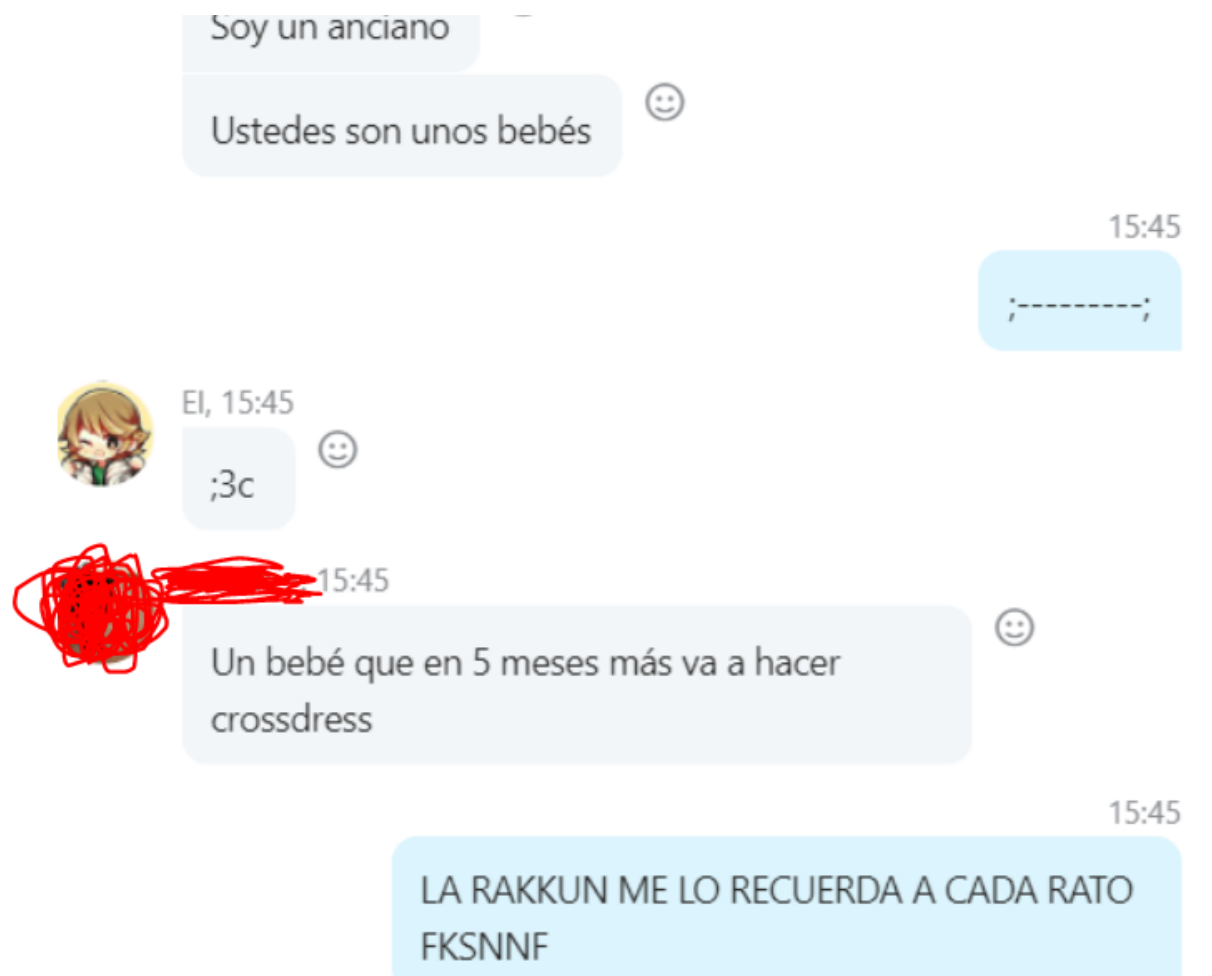 Soy un anciano
Ustedes son unos bebés
15:45
;---------;
El, 15:45
;3c
15:45
Un bebé que en 5 meses más va a hacer
crossdress
15:45
LA RAKKUN ME LO RECUERDA A CADA RATO
FKSNNF